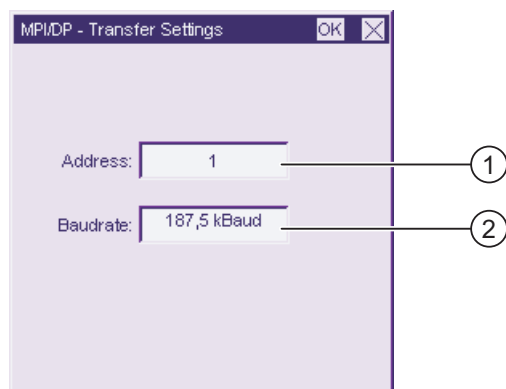 MPI/DP - Transfer Settings OK
Address: 1 1
Baudrate: 187,5 kBaud 2